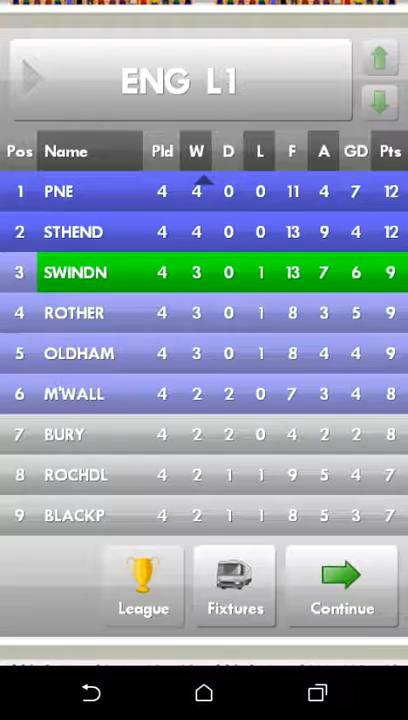 ENG L1
Pos Name Pld W D L F A GD Pts
1 PNE 4 4 0 0 11 4 7 12
2 STHEND 4 4 0 0 13 9 4 12
3 SWINDN 4 3 0 1 13 7 6 9
4 ROTHER 4 3 0 1 8 3 5 9
5 OLDHAM 4 3 0 1 8 4 4 9
6 M'WALL 4 2 2 0 7 3 4 8
7 BURY 4 2 2 0 4 2 2 8
8 ROCHDL 4 2 1 1 9 5 4 7
9 BLACKP 4 2 1 1 8 5 3 7
League Fixtures Continue